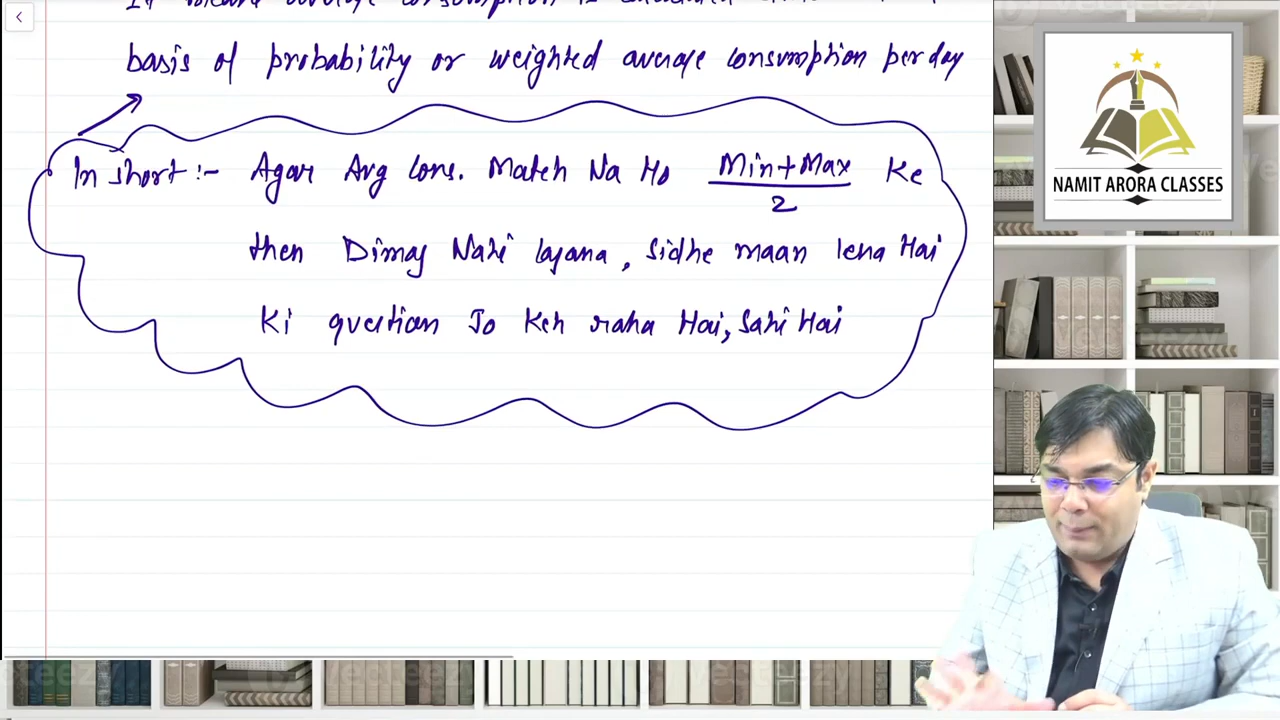 basis of probability or weighted average consumption per day
In short :- Agar Avg Cons. Match Na Ho Min+Max / 2 Ke
then Dimag Nahi lagana, Sidhe maan lena Hai
Ki question Jo Keh raha Hai, Sahi Hai
NAMIT ARORA CLASSES